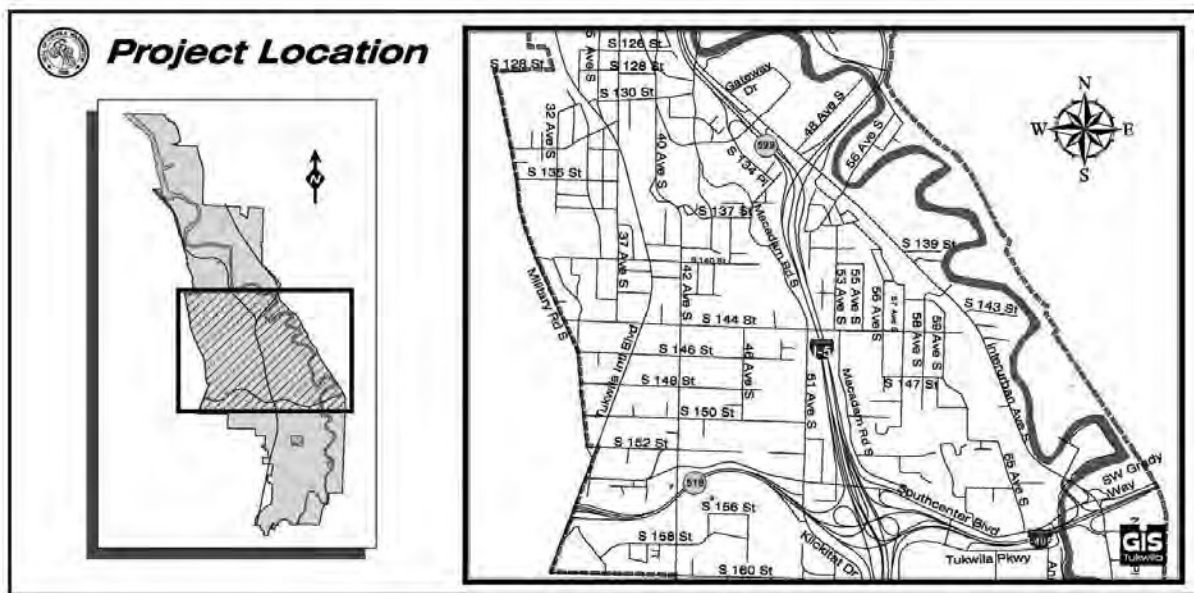 Project Location
N
S 126 St
S 128 St
S 128 St
S 130 St
Gateway Dr
48 Ave S
56 Ave S
32 Ave S
40 Ave S
599
S 134 Pl
S 135 St
S 137 St
Macadam Rd S
S 139 St
37 Ave S
S 140 St
42 Ave S
Military Rd S
53 Ave S
55 Ave S
56 Ave S
57 Ave S
58 Ave S
59 Ave S
S 143 St
S 144 St
Tukwila Intl Blvd
S 146 St
46 Ave S
I-5
Interurban Ave S
S 147 St
S 148 St
51 Ave S
Macadam Rd S
S 150 St
S 152 St
65 Ave S
SW Grady Way
518
Southcenter Blvd
S 156 St
S 158 St
Klickitat Dr
Tukwila Pkwy
S 160 St
N
W E
S
GIS
Tukwila